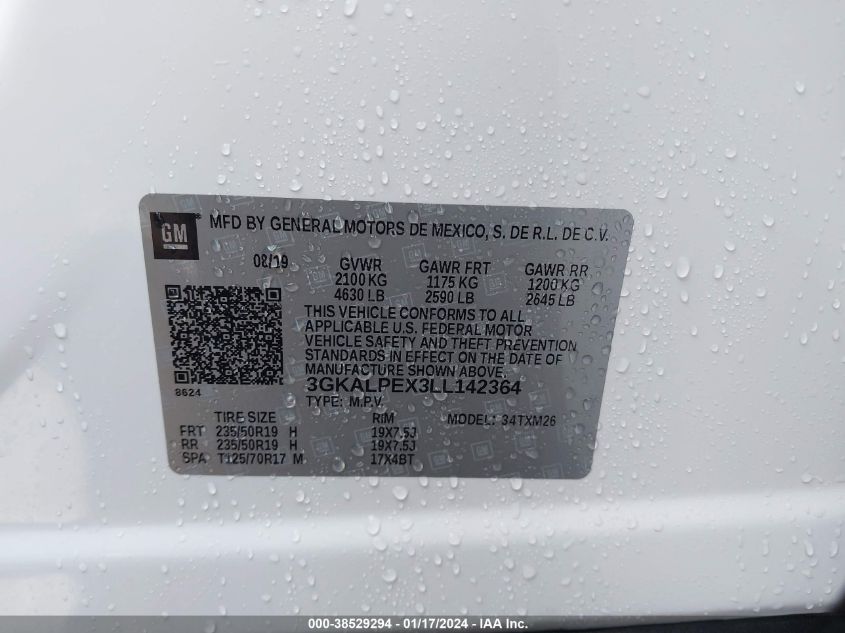 GM
MFD BY GENERAL MOTORS DE MEXICO, S. DE R.L. DE C.V.
08/19 GVWR GAWR FRT GAWR RR
2100 KG 1175 KG 1200 KG
4630 LB 2590 LB 2645 LB
THIS VEHICLE CONFORMS TO ALL
APPLICABLE U.S. FEDERAL MOTOR
VEHICLE SAFETY AND THEFT PREVENTION
STANDARDS IN EFFECT ON THE DATE OF
MANUFACTURE SHOWN ABOVE.
8624 3GKALPEX3LL142364
TYPE: M.P.V.
TIRE SIZE RIM MODEL: 34TXM26
FRT 235/50R19 H 19X7.5J
RR 235/50R19 H 19X7.5J
SPA T125/70R17 M 17X4BT
000-38529294 - 01/17/2024 - IAAI.COM